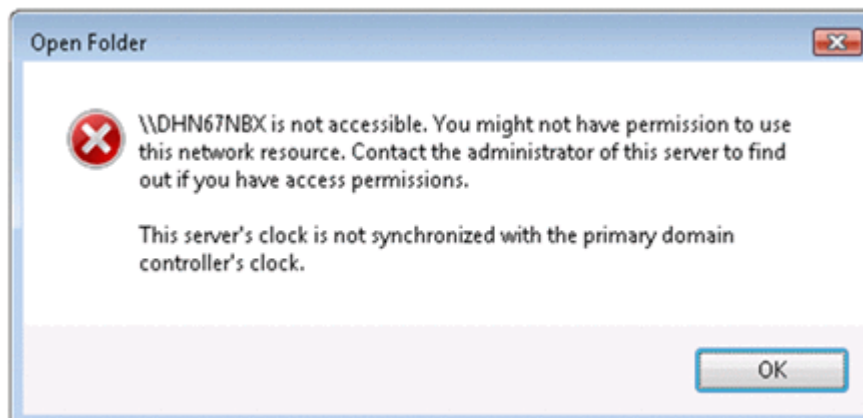 Open Folder
\\DHN67NBX is not accessible. You might not have permission to use
this network resource. Contact the administrator of this server to find
out if you have access permissions.
This server's clock is not synchronized with the primary domain
controller's clock.
OK